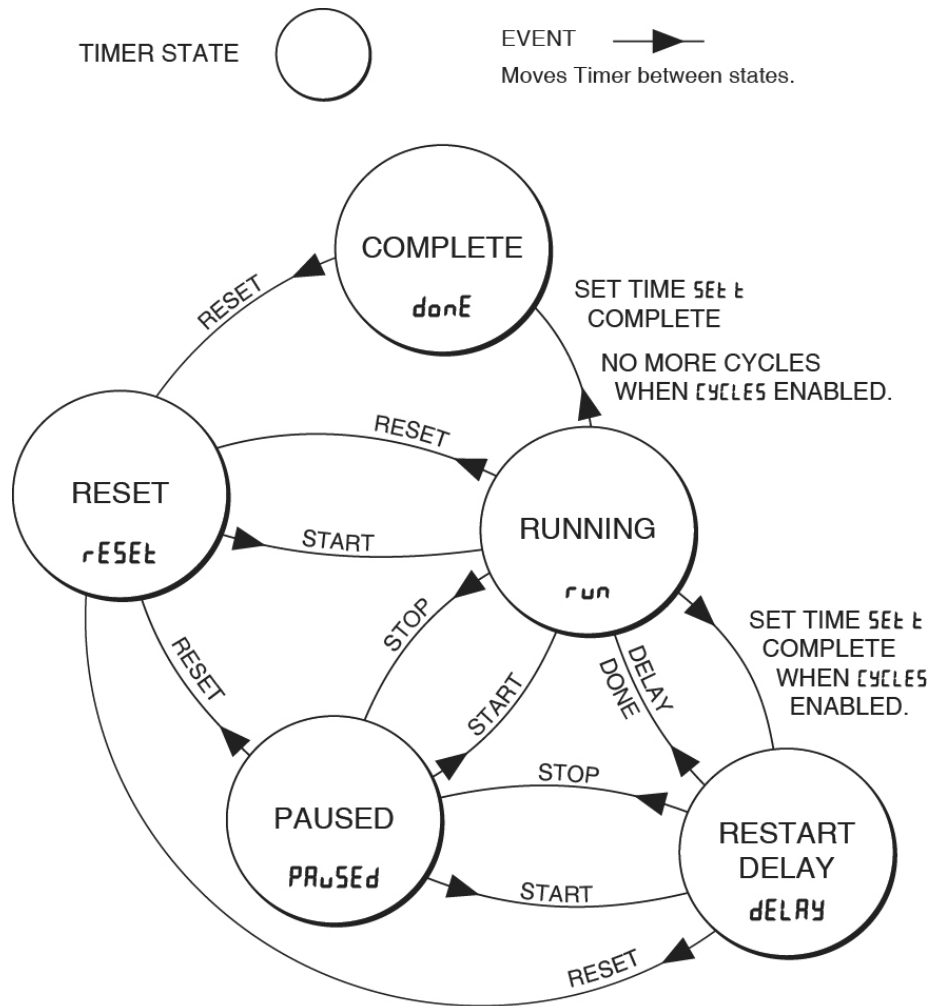 TIMER STATE
EVENT
Moves Timer between states.
COMPLETE
donE
RESET
SET TIME SEt t
COMPLETE
NO MORE CYCLES
WHEN CYCLES ENABLED.
RESET
RESET
rESEt
START
RUNNING
run
STOP
START
DELAY
DONE
SET TIME SEt t
COMPLETE
WHEN CYCLES
ENABLED.
RESET
PAUSED
PAuSEd
STOP
START
RESTART
DELAY
dELAY
RESET